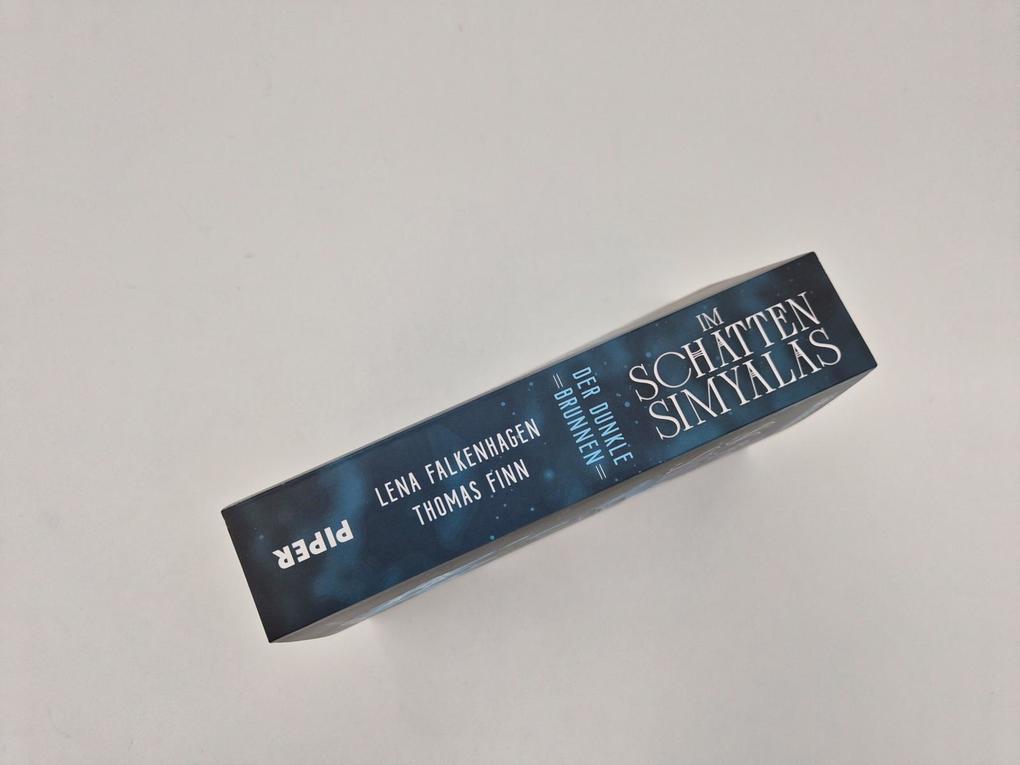 IM
SCHATTEN
SIMYALAS
DER DUNKLE
= BRUNNEN =
LENA FALKENHAGEN
THOMAS FINN
PIPER